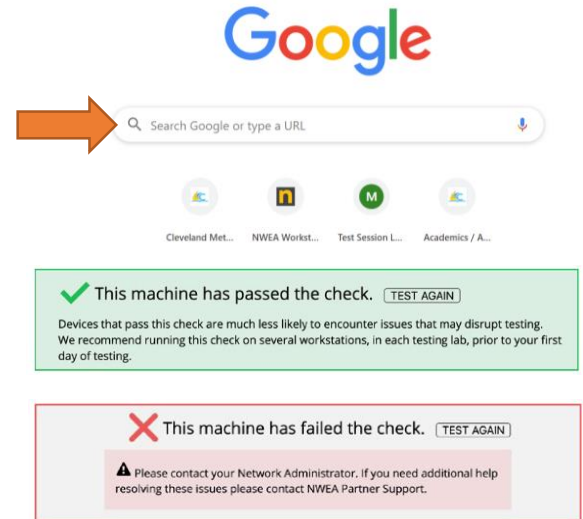 Google
Search Google or type a URL
n
M
Cleveland Met...
NWEA Workst...
Test Session L...
Academics / A...
This machine has passed the check. TEST AGAIN
Devices that pass this check are much less likely to encounter issues that may disrupt testing.
We recommend running this check on several workstations, in each testing lab, prior to your first
day of testing.
This machine has failed the check. TEST AGAIN
Please contact your Network Administrator. If you need additional help
resolving these issues please contact NWEA Partner Support.